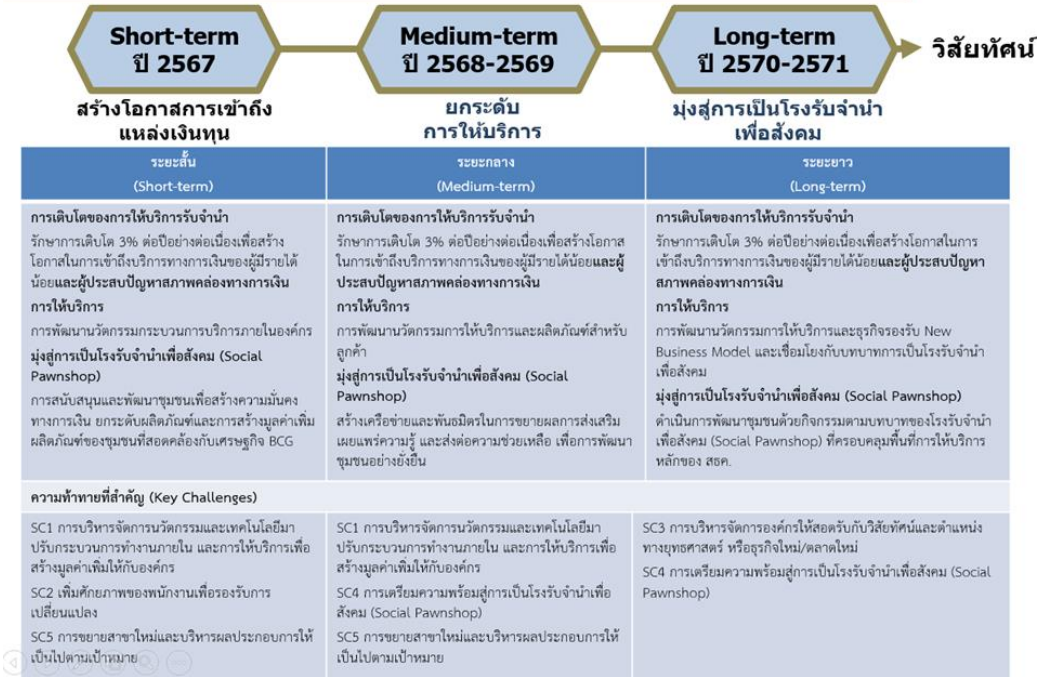 Short-term
ปี 2567
Medium-term
ปี 2568-2569
Long-term
ปี 2570-2571
วิสัยทัศน์
สร้างโอกาสการเข้าถึง
แหล่งเงินทุน
ยกระดับ
การให้บริการ
มุ่งสู่การเป็นโรงรับจำนำ
เพื่อสังคม
ระยะสั้น
(Short-term)
ระยะกลาง
(Medium-term)
ระยะยาว
(Long-term)
การเติบโตของการให้บริการรับจำนำ
รักษาการเติบโต 3% ต่อปีอย่างต่อเนื่องเพื่อสร้าง
โอกาสในการเข้าถึงบริการทางการเงินของผู้มีรายได้
น้อยและผู้ประสบปัญหาสภาพคล่องทางการเงิน
การให้บริการ
การพัฒนานวัตกรรมกระบวนการบริการภายในองค์กร
มุ่งสู่การเป็นโรงรับจำนำเพื่อสังคม (Social
Pawnshop)
การสนับสนุนและพัฒนาชุมชนเพื่อสร้างความมั่นคง
ทางการเงิน ยกระดับผลิตภัณฑ์และการสร้างมูลค่าเพิ่ม
ผลิตภัณฑ์ของชุมชนที่สอดคล้องกับเศรษฐกิจ BCG
การเติบโตของการให้บริการรับจำนำ
รักษาการเติบโต 3% ต่อปีอย่างต่อเนื่องเพื่อสร้างโอกาส
ในการเข้าถึงบริการทางการเงินของผู้มีรายได้น้อยและผู้
ประสบปัญหาสภาพคล่องทางการเงิน
การให้บริการ
การพัฒนานวัตกรรมการให้บริการและผลิตภัณฑ์สำหรับ
ลูกค้า
มุ่งสู่การเป็นโรงรับจำนำเพื่อสังคม (Social
Pawnshop)
สร้างเครือข่ายและพันธมิตรในการขยายผลการส่งเสริม
เผยแพร่ความรู้ และส่งต่อความช่วยเหลือ เพื่อการพัฒนา
ชุมชนอย่างยั่งยืน
การเติบโตของการให้บริการรับจำนำ
รักษาการเติบโต 3% ต่อปีอย่างต่อเนื่องเพื่อสร้างโอกาสในการ
เข้าถึงบริการทางการเงินของผู้มีรายได้น้อยและผู้ประสบปัญหา
สภาพคล่องทางการเงิน
การให้บริการ
การพัฒนานวัตกรรมการให้บริการและธุรกิจรองรับ New
Business Model และเชื่อมโยงกับบทบาทการเป็นโรงรับจำนำ
เพื่อสังคม
มุ่งสู่การเป็นโรงรับจำนำเพื่อสังคม (Social Pawnshop)
ดำเนินการพัฒนาชุมชนด้วยกิจกรรมตามบทบาทของโรงรับจำนำ
เพื่อสังคม (Social Pawnshop) ที่ครอบคลุมพื้นที่การให้บริการ
หลักของ สธค.
ความท้าทายที่สำคัญ (Key Challenges)
SC1 การบริหารจัดการนวัตกรรมและเทคโนโลยีมา
ปรับกระบวนการทำงานภายใน และการให้บริการเพื่อ
สร้างมูลค่าเพิ่มให้กับองค์กร
SC2 เพิ่มศักยภาพของพนักงานเพื่อรองรับการ
เปลี่ยนแปลง
SC5 การขยายสาขาใหม่และบริหารผลประกอบการให้
เป็นไปตามเป้าหมาย
SC1 การบริหารจัดการนวัตกรรมและเทคโนโลยีมา
ปรับกระบวนการทำงานภายใน และการให้บริการเพื่อ
สร้างมูลค่าเพิ่มให้กับองค์กร
SC4 การเตรียมความพร้อมสู่การเป็นโรงรับจำนำเพื่อ
สังคม (Social Pawnshop)
SC5 การขยายสาขาใหม่และบริหารผลประกอบการให้
เป็นไปตามเป้าหมาย
SC3 การบริหารจัดการองค์กรให้สอดรับกับวิสัยทัศน์และตำแหน่ง
ทางยุทธศาสตร์ หรือธุรกิจใหม่/ตลาดใหม่
SC4 การเตรียมความพร้อมสู่การเป็นโรงรับจำนำเพื่อสังคม (Social
Pawnshop)